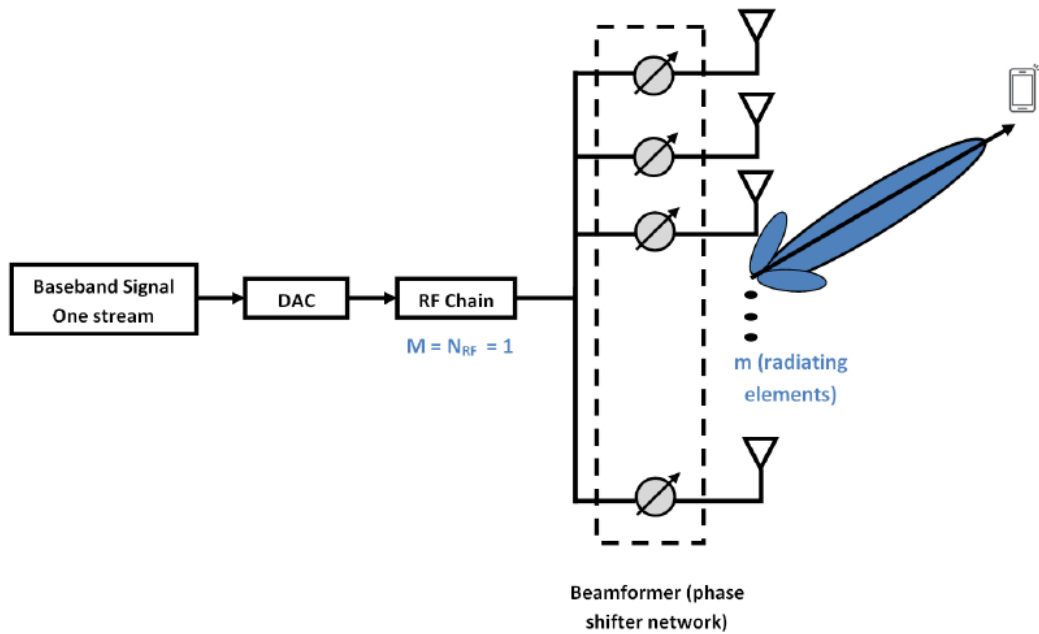 Baseband Signal
One stream
DAC
RF Chain
M = N_RF = 1
m (radiating
elements)
Beamformer (phase
shifter network)